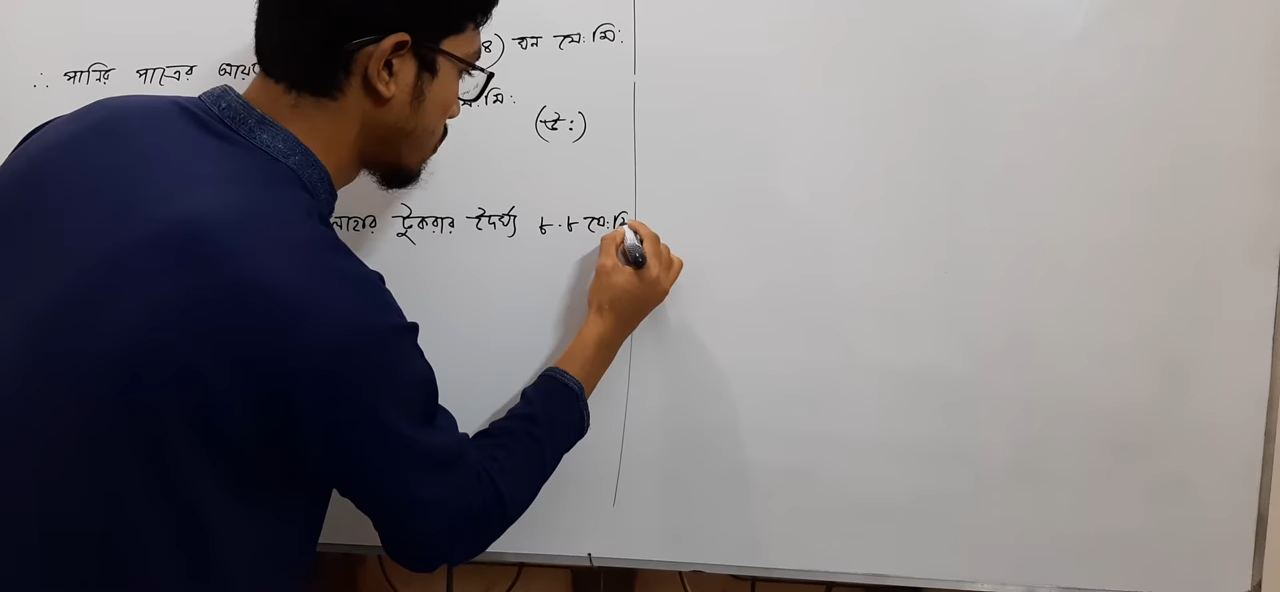 ৪) ঘন সে: মি:
∴ পানির পাত্রের আয়
সে.মি:
(উ:)
লোহার টুকরার দৈর্ঘ্য ৮.৮ সে:মি